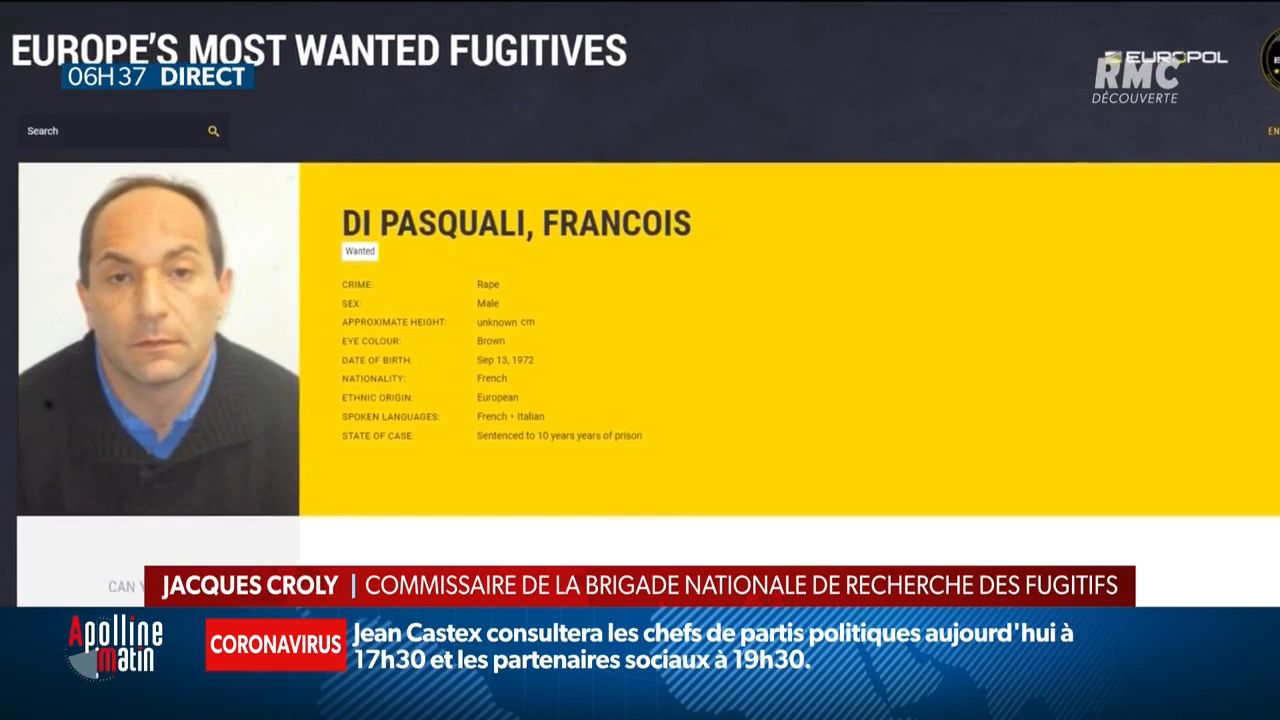 EUROPE'S MOST WANTED FUGITIVES
06H37 DIRECT
EUROPOL
RMC
DÉCOUVERTE
Search
EN
DI PASQUALI, FRANCOIS
Wanted
CRIME: Rape
SEX: Male
APPROXIMATE HEIGHT: unknown cm
EYE COLOUR: Brown
DATE OF BIRTH: Sep 13, 1972
NATIONALITY: French
ETHNIC ORIGIN: European
SPOKEN LANGUAGES: French • Italian
STATE OF CASE: Sentenced to 10 years years of prison
CAN
JACQUES CROLY | COMMISSAIRE DE LA BRIGADE NATIONALE DE RECHERCHE DES FUGITIFS
Apolline
Matin
CORONAVIRUS
Jean Castex consultera les chefs de partis politiques aujourd'hui à
17h30 et les partenaires sociaux à 19h30.